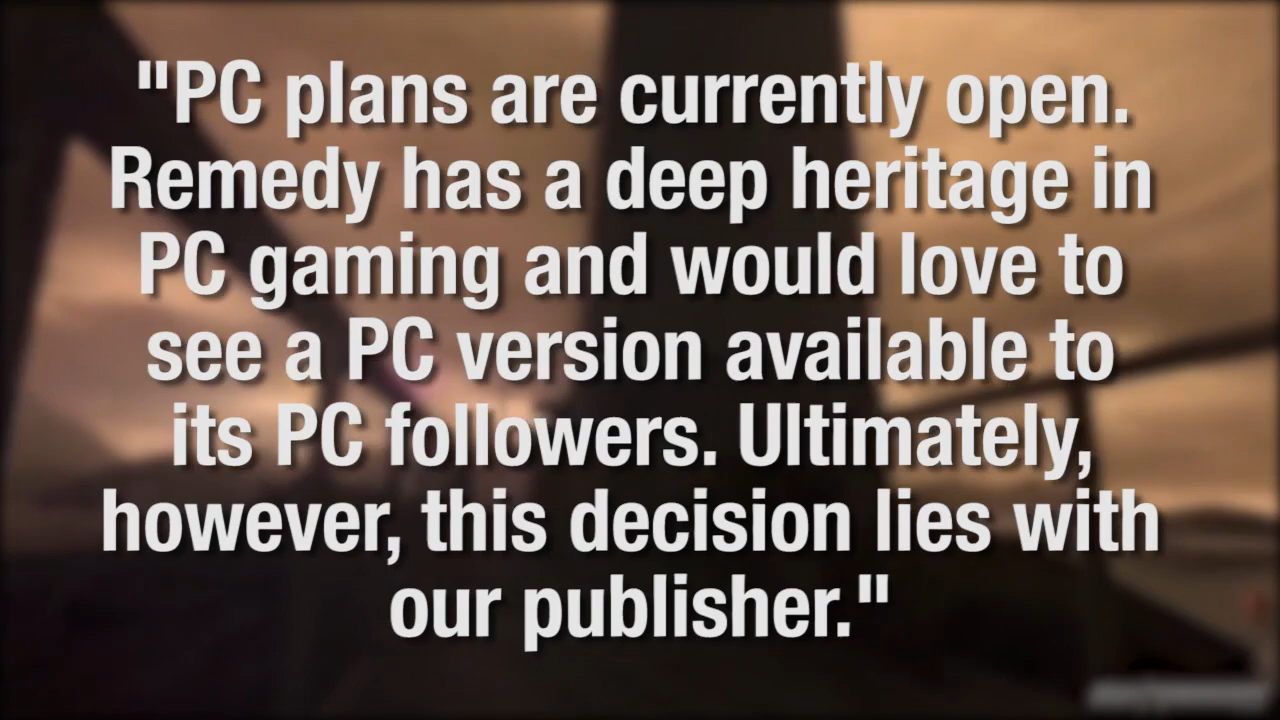 "PC plans are currently open.
Remedy has a deep heritage in
PC gaming and would love to
see a PC version available to
its PC followers. Ultimately,
however, this decision lies with
our publisher."